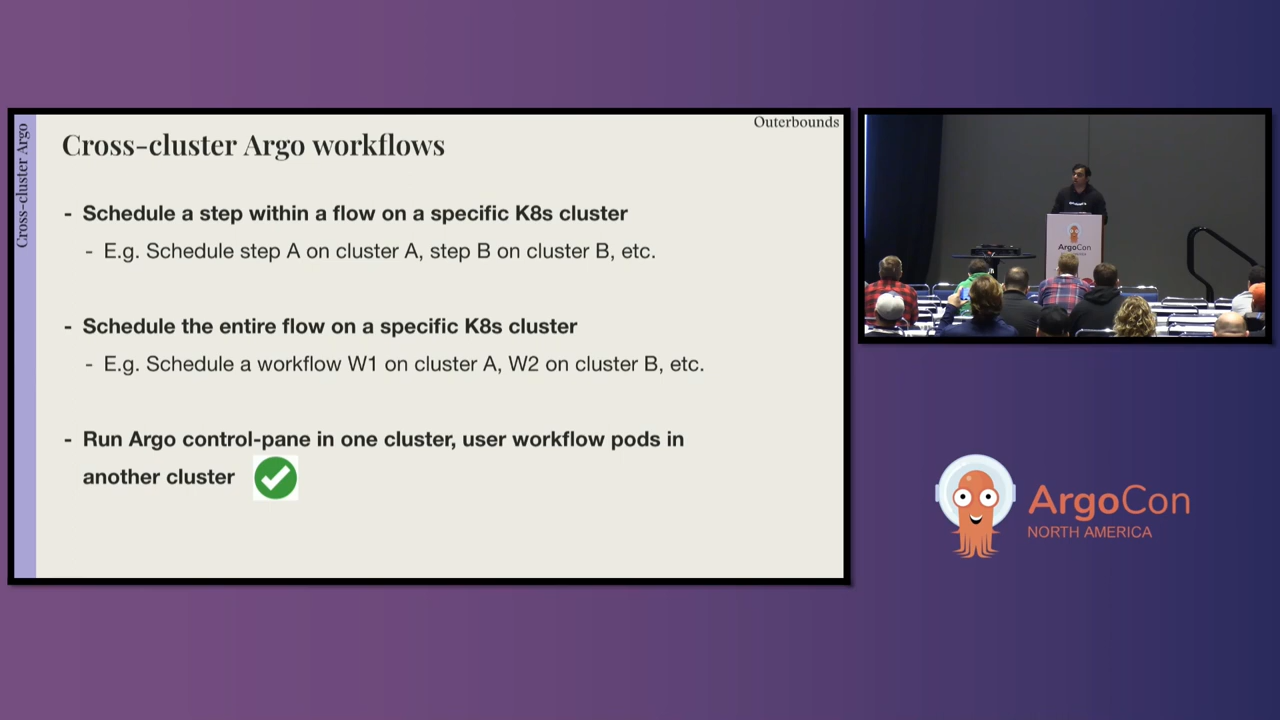 Cross-cluster Argo
Outerbounds
Cross-cluster Argo workflows
- Schedule a step within a flow on a specific K8s cluster
- E.g. Schedule step A on cluster A, step B on cluster B, etc.
- Schedule the entire flow on a specific K8s cluster
- E.g. Schedule a workflow W1 on cluster A, W2 on cluster B, etc.
- Run Argo control-pane in one cluster, user workflow pods in
another cluster
ArgoCon
ArgoCon
NORTH AMERICA